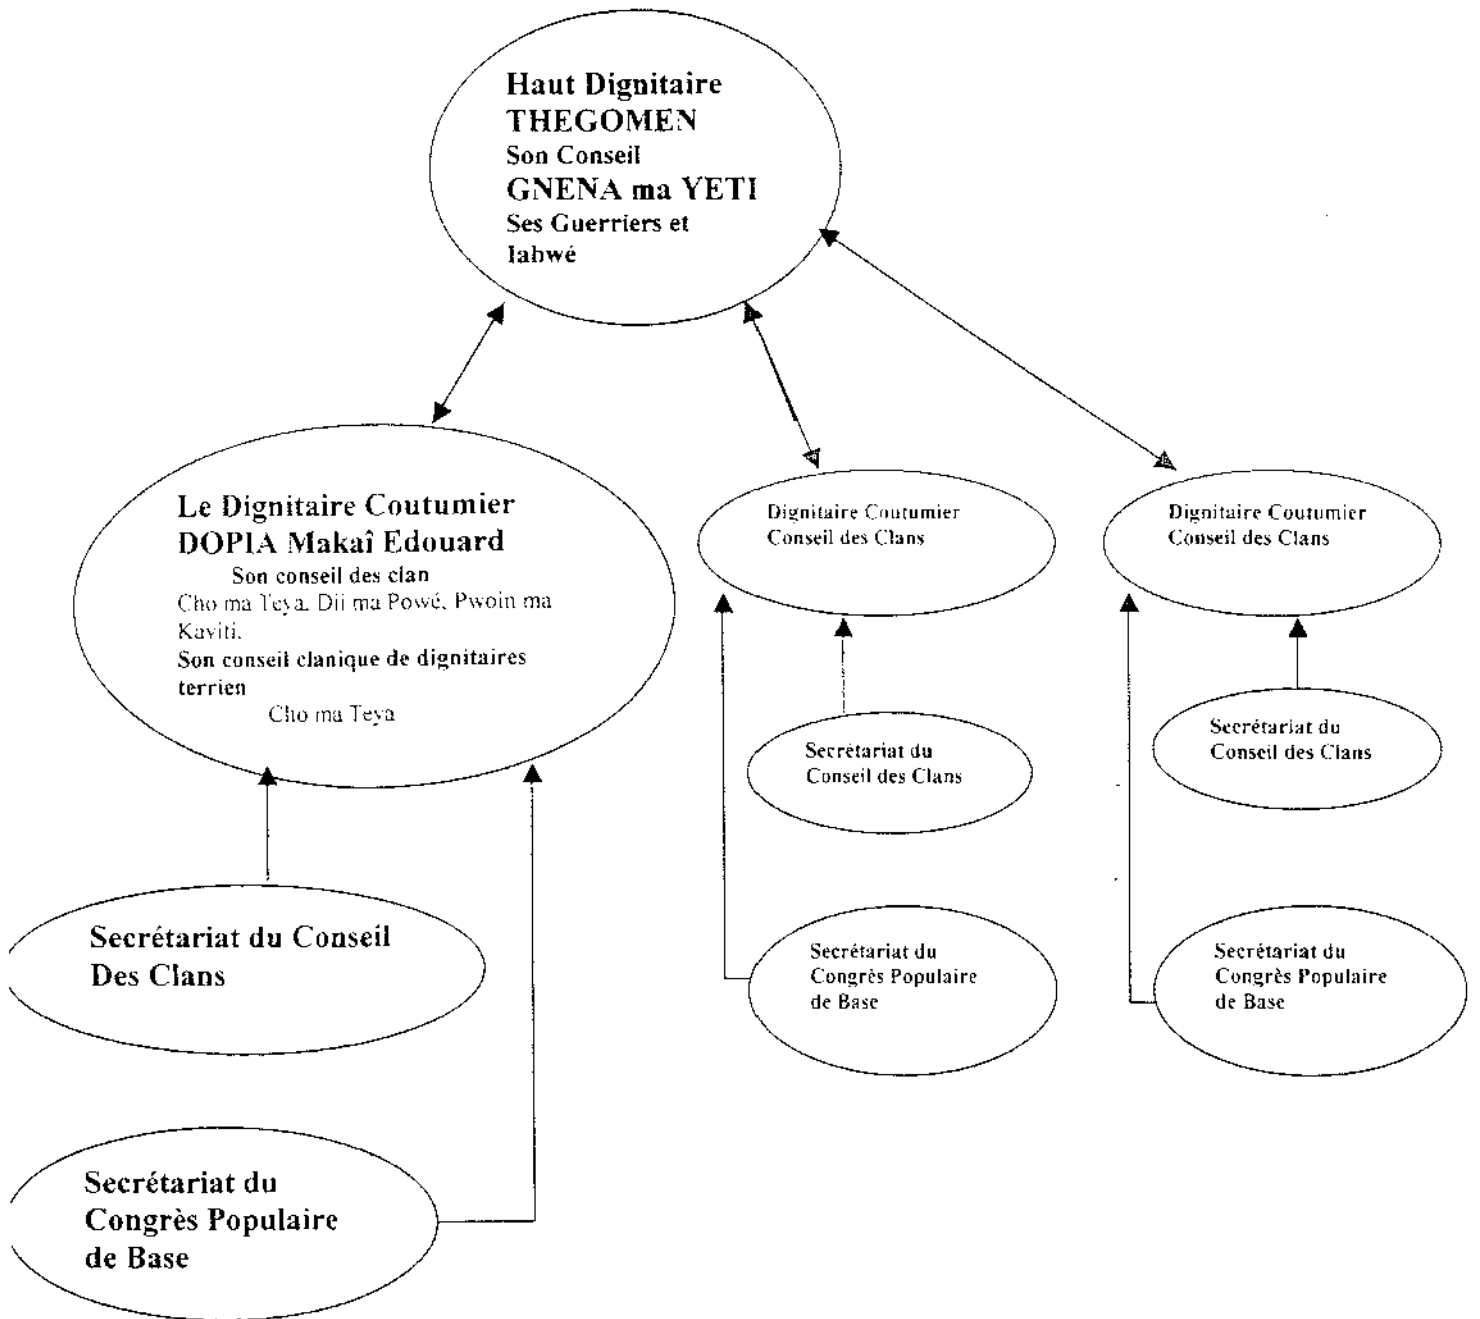 Haut Dignitaire
THEGOMEN
Son Conseil
GNENA ma YETI
Ses Guerriers et
Iabwé
Le Dignitaire Coutumier
DOPIA Makaî Edouard
Son conseil des clan
Cho ma Teya, Dii ma Powé, Pwoin ma
Kaviti.
Son conseil clanique de dignitaires
terrien
Cho ma Teya
Dignitaire Coutumier
Conseil des Clans
Dignitaire Coutumier
Conseil des Clans
Secrétariat du
Conseil des Clans
Secrétariat du
Conseil des Clans
Secrétariat du Conseil
Des Clans
Secrétariat du
Congrès Populaire
de Base
Secrétariat du
Congrès Populaire
de Base
Secrétariat du
Congrès Populaire
de Base